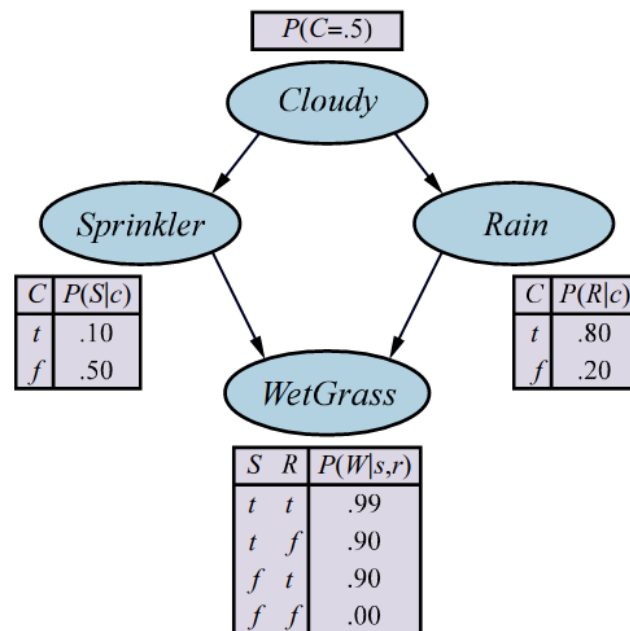 P(C=.5)
Cloudy
Sprinkler
Rain
C P(S|c)
t .10
f .50
C P(R|c)
t .80
f .20
WetGrass
S R P(W|s,r)
t t .99
t f .90
f t .90
f f .00